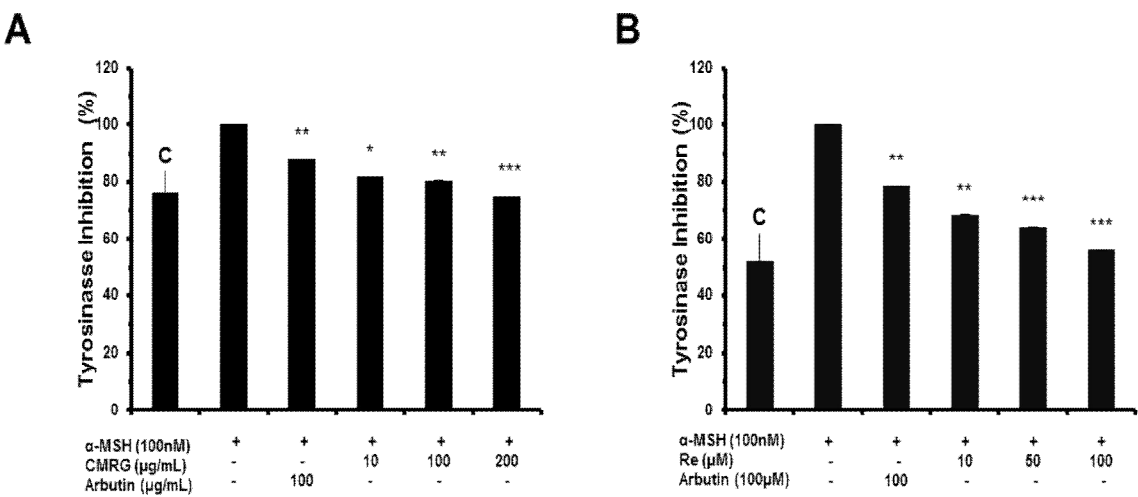 A
B
Tyrosinasse Inhibition (%)
120
100
80
60
40
20
0
C
**
*
**
***
α-MSH (100nM) + + + + +
CMRG (µg/mL) - - 10 100 200
Arbutin (µg/mL) - 100 - - -
Tyrosinase Inhibition (%)
120
100
80
60
40
20
0
C
**
**
***
***
α-MSH (100nM) + + + + +
Re (µM) - - 10 50 100
Arbutin (100µM) - 100 - - -